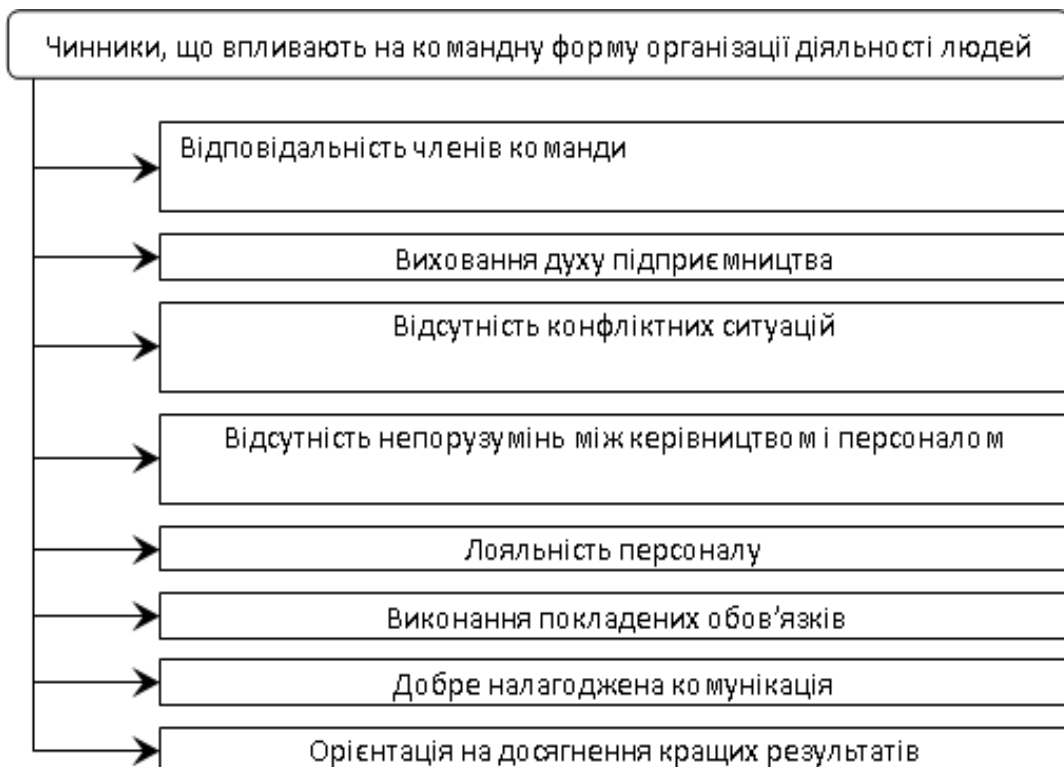 Чинники, що впливають на командну форму організації діяльності людей
Відповідальність членів команди
Виховання духу підприємництва
Відсутність конфліктних ситуацій
Відсутність непорузумінь між керівництвом і персоналом
Лояльність персоналу
Виконання покладених обов’язків
Добре налагоджена комунікація
Орієнтація на досягнення кращих результатів